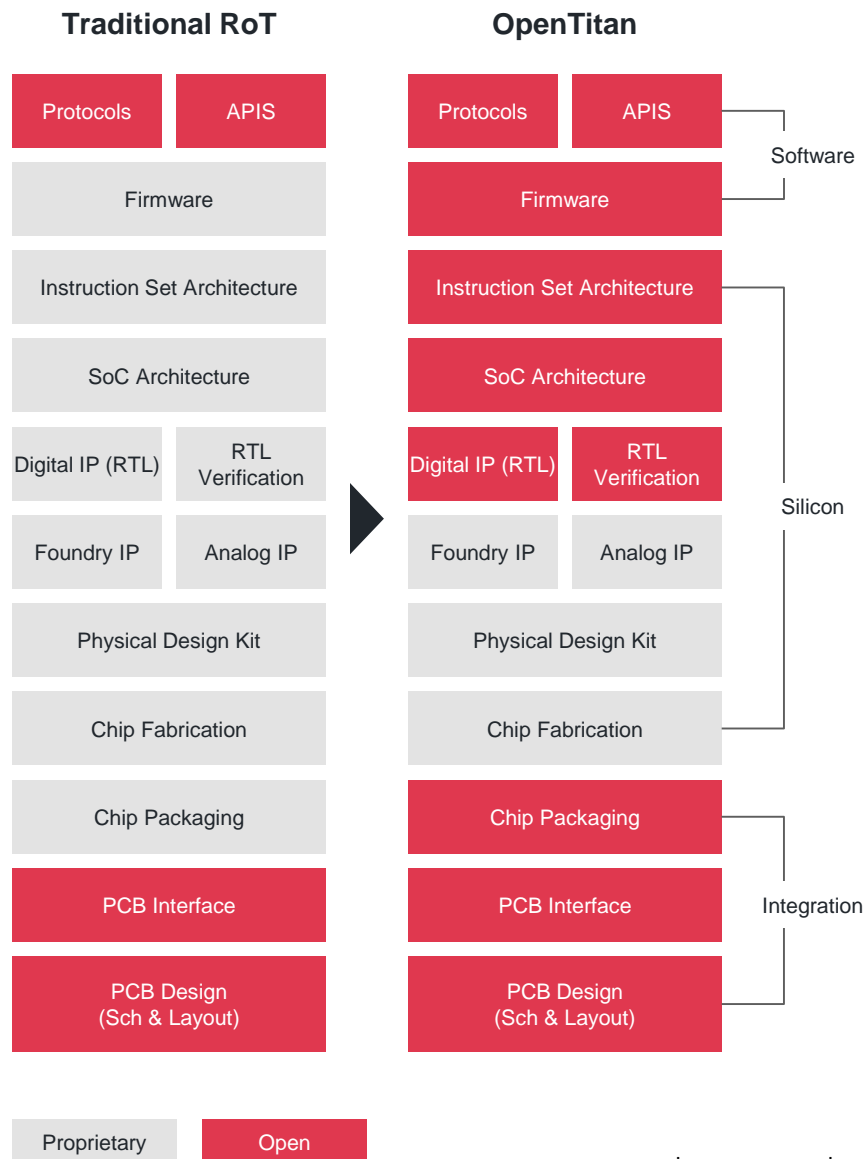 Traditional RoT
OpenTitan
Protocols
APIS
Protocols
APIS
Software
Firmware
Firmware
Instruction Set Architecture
Instruction Set Architecture
SoC Architecture
SoC Architecture
Digital IP (RTL)
RTL
Verification
Digital IP (RTL)
RTL
Verification
Silicon
Foundry IP
Analog IP
Foundry IP
Analog IP
Physical Design Kit
Physical Design Kit
Chip Fabrication
Chip Fabrication
Chip Packaging
Chip Packaging
PCB Interface
PCB Interface
Integration
PCB Design
(Sch & Layout)
PCB Design
(Sch & Layout)
Proprietary
Open